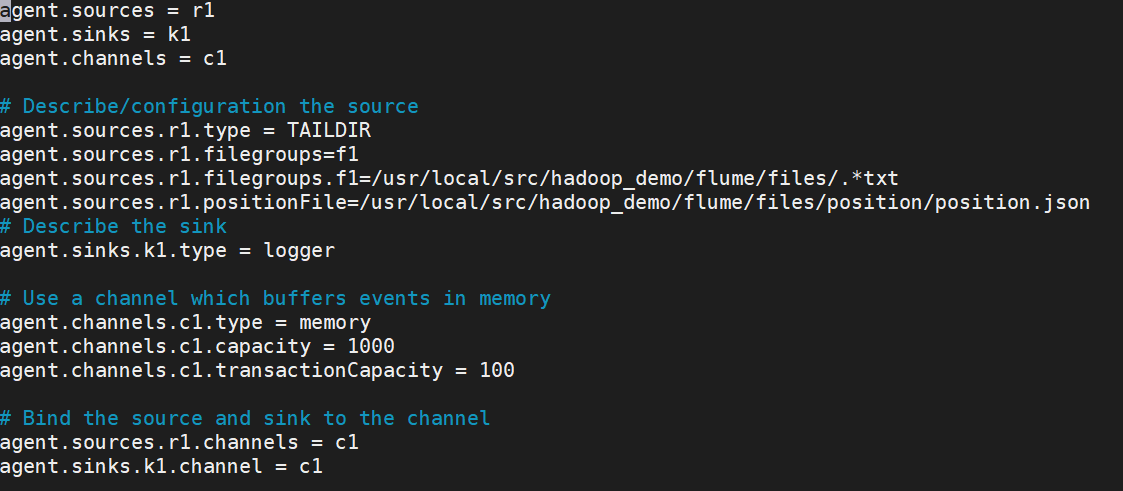 agent.sources = r1
agent.sinks = k1
agent.channels = c1
# Describe/configuration the source
agent.sources.r1.type = TAILDIR
agent.sources.r1.filegroups=f1
agent.sources.r1.filegroups.f1=/usr/local/src/hadoop_demo/flume/files/.*txt
agent.sources.r1.positionFile=/usr/local/src/hadoop_demo/flume/files/position/position.json
# Describe the sink
agent.sinks.k1.type = logger
# Use a channel which buffers events in memory
agent.channels.c1.type = memory
agent.channels.c1.capacity = 1000
agent.channels.c1.transactionCapacity = 100
# Bind the source and sink to the channel
agent.sources.r1.channels = c1
agent.sinks.k1.channel = c1